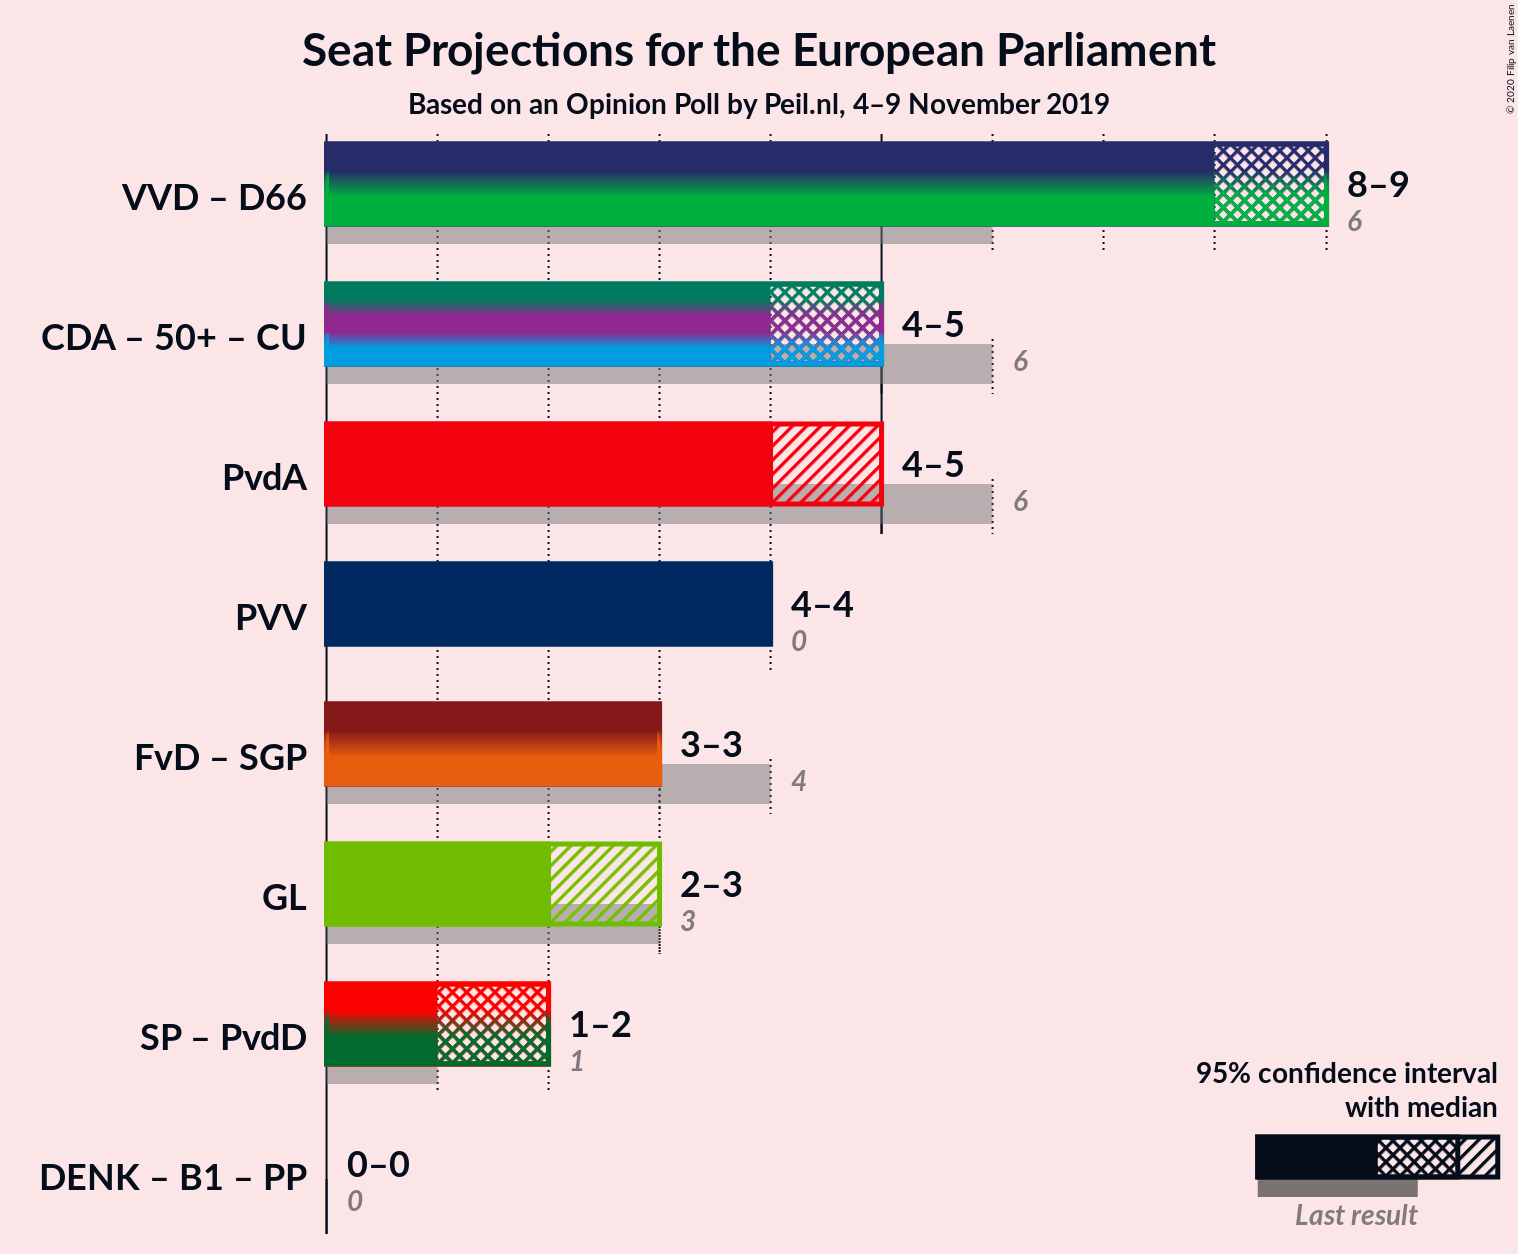 Seat Projections for the European Parliament
Based on an Opinion Poll by Peil.nl, 4–9 November 2019
© 2020 Filip van Laenen
VVD – D66
8–9
6
CDA – 50+ – CU
4–5
6
PvdA
4–5
6
PVV
4–4
0
FvD – SGP
3–3
4
GL
2–3
3
SP – PvdD
1–2
1
DENK – B1 – PP
0–0
0
95% confidence interval
with median
Last result